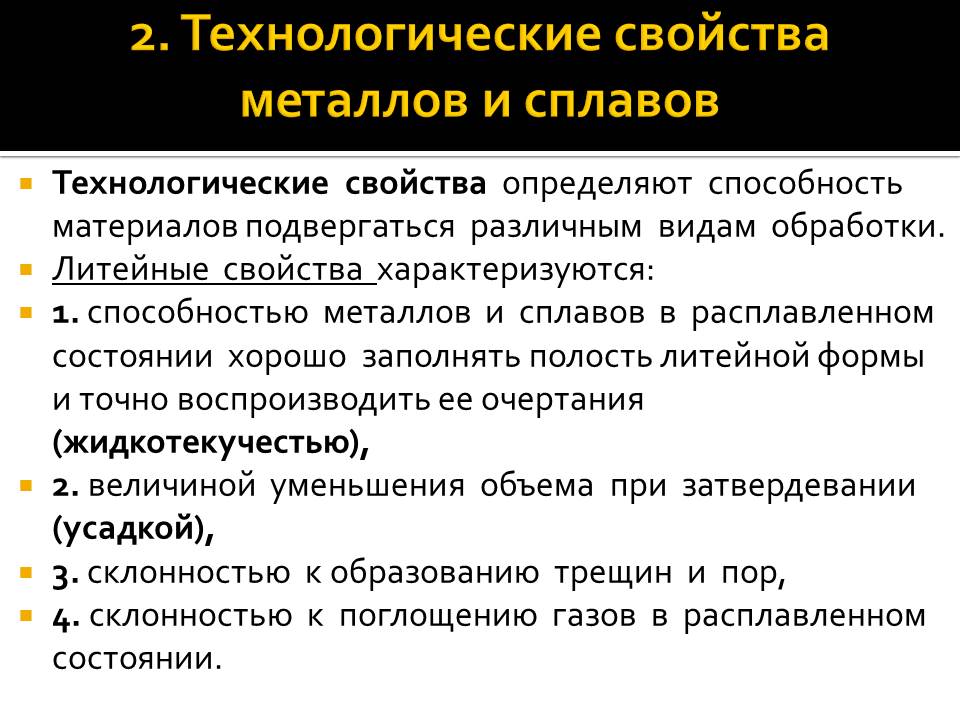 2. Технологические свойства
металлов и сплавов
Технологические свойства определяют способность
материалов подвергаться различным видам обработки.
Литейные свойства характеризуются:
1. способностью металлов и сплавов в расплавленном
состоянии хорошо заполнять полость литейной формы
и точно воспроизводить ее очертания
(жидкотекучестью),
2. величиной уменьшения объема при затвердевании
(усадкой),
3. склонностью к образованию трещин и пор,
4. склонностью к поглощению газов в расплавленном
состоянии.